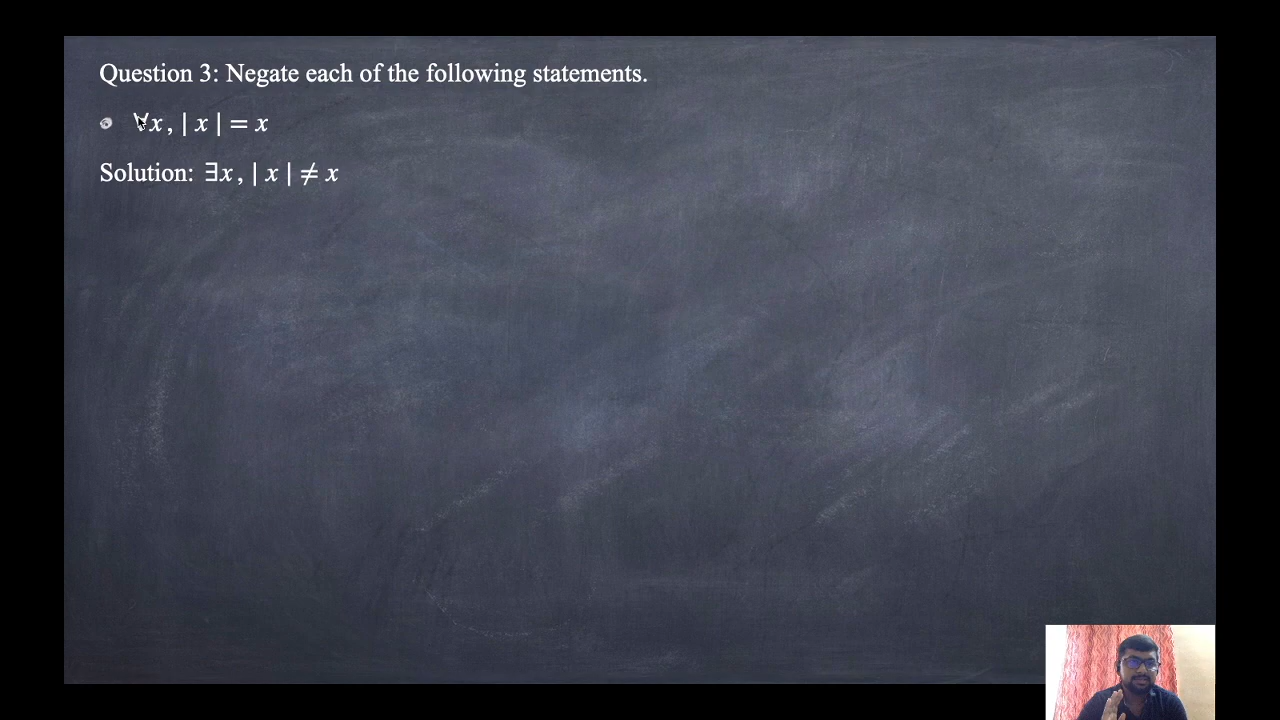 Question 3: Negate each of the following statements.
∀x, | x | = x
Solution: ∃x, | x | ≠ x